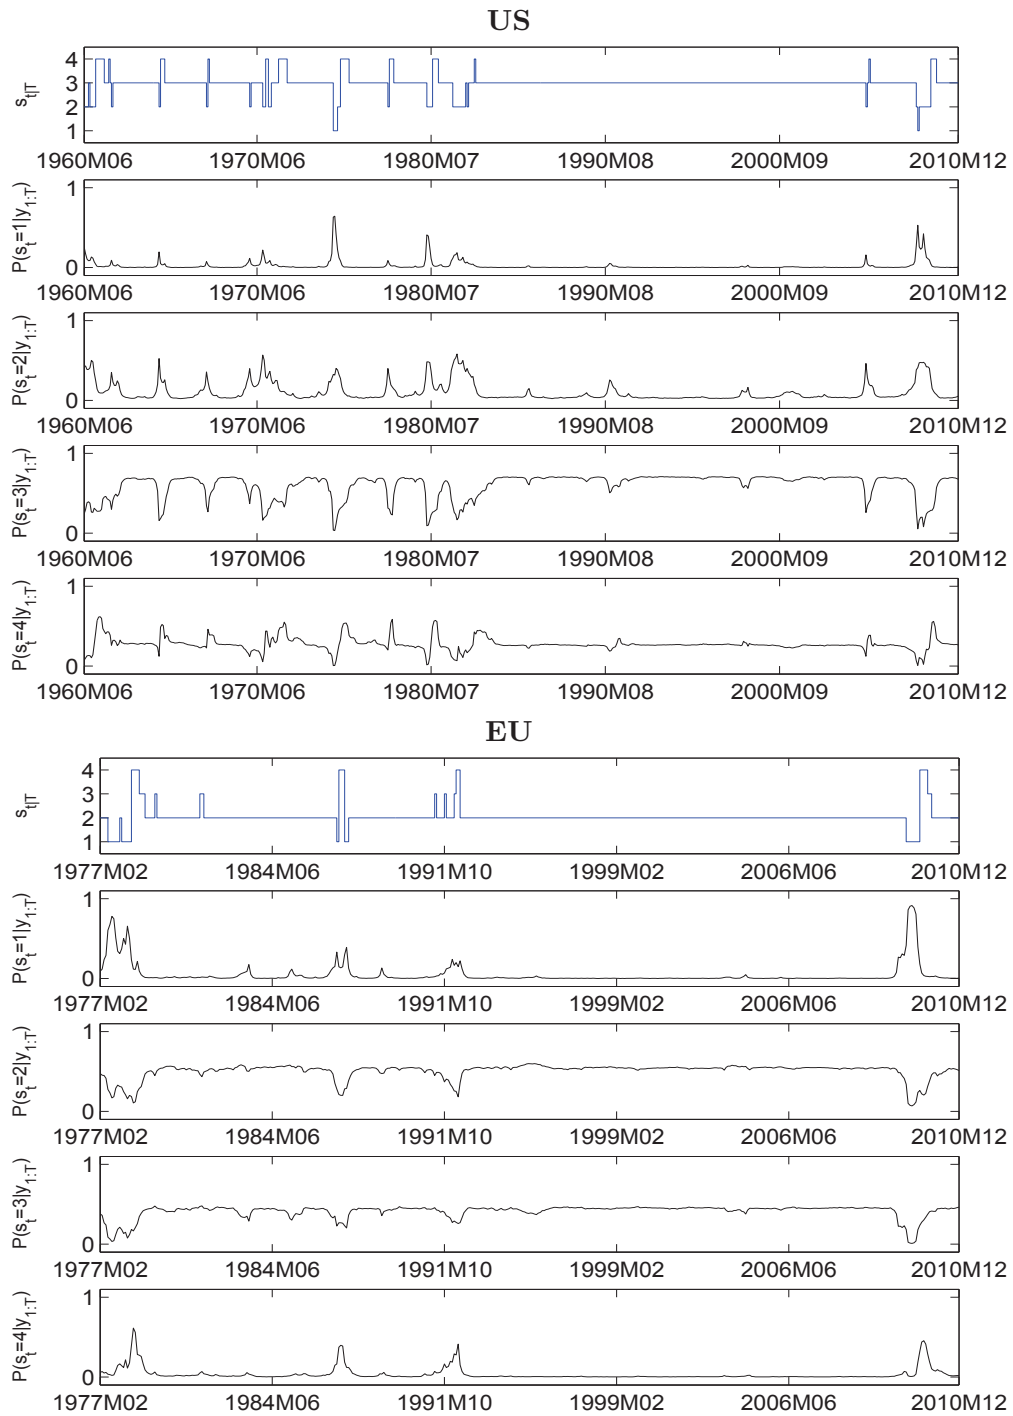 US
s_{t|T}
4
3
2
1
1960M06 1970M06 1980M07 1990M08 2000M09 2010M12
P(s_t=1|y_{1:T})
1
0
1960M06 1970M06 1980M07 1990M08 2000M09 2010M12
P(s_t=2|y_{1:T})
1
0
1960M06 1970M06 1980M07 1990M08 2000M09 2010M12
P(s_t=3|y_{1:T})
1
0
1960M06 1970M06 1980M07 1990M08 2000M09 2010M12
P(s_t=4|y_{1:T})
1
0
1960M06 1970M06 1980M07 1990M08 2000M09 2010M12
EU
s_{t|T}
4
3
2
1
1977M02 1984M06 1991M10 1999M02 2006M06 2010M12
P(s_t=1|y_{1:T})
1
0
1977M02 1984M06 1991M10 1999M02 2006M06 2010M12
P(s_t=2|y_{1:T})
1
0
1977M02 1984M06 1991M10 1999M02 2006M06 2010M12
P(s_t=3|y_{1:T})
1
0
1977M02 1984M06 1991M10 1999M02 2006M06 2010M12
P(s_t=4|y_{1:T})
1
0
1977M02 1984M06 1991M10 1999M02 2006M06 2010M12